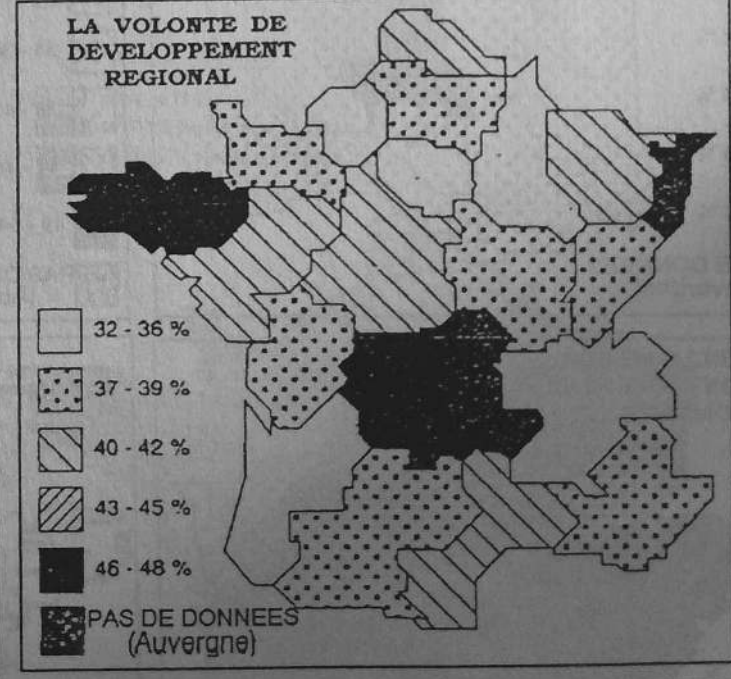 LA VOLONTE DE
DEVELOPPEMENT
REGIONAL
32 - 36 %
37 - 39 %
40 - 42 %
43 - 45 %
46 - 48 %
PAS DE DONNEES
(Auvergne)